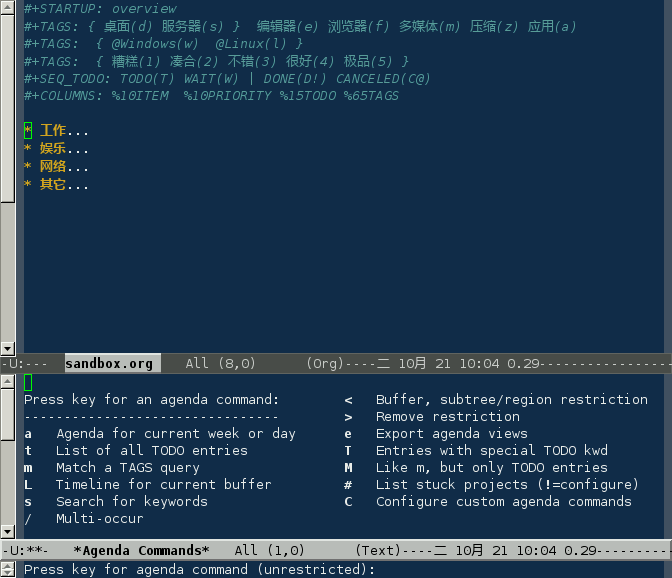 #+STARTUP: overview
#+TAGS: { 桌面(d) 服务器(s) }  编辑器(e) 浏览器(f) 多媒体(m) 压缩(z) 应用(a)
#+TAGS:  { @Windows(w)  @Linux(l) }
#+TAGS:  { 糟糕(1) 凑合(2) 不错(3) 很好(4) 极品(5) }
#+SEQ_TODO: TODO(T) WAIT(W) | DONE(D!) CANCELED(C@)
#+COLUMNS: %10ITEM  %10PRIORITY %15TODO %65TAGS
* 工作...
* 娱乐...
* 网络...
* 其它...
-U:---  sandbox.org    All (8,0)      (Org)----二 10月 21 10:04 0.29-----------------
Press key for an agenda command:        <   Buffer, subtree/region restriction
--------------------------------        >   Remove restriction
a   Agenda for current week or day      e   Export agenda views
t   List of all TODO entries            T   Entries with special TODO kwd
m   Match a TAGS query                  M   Like m, but only TODO entries
L   Timeline for current buffer         #   List stuck projects (!=configure)
s   Search for keywords                 C   Configure custom agenda commands
/   Multi-occur
-U:**-   *Agenda Commands*   All (1,0)      (Text)----二 10月 21 10:04 0.29----------
Press key for agenda command (unrestricted):